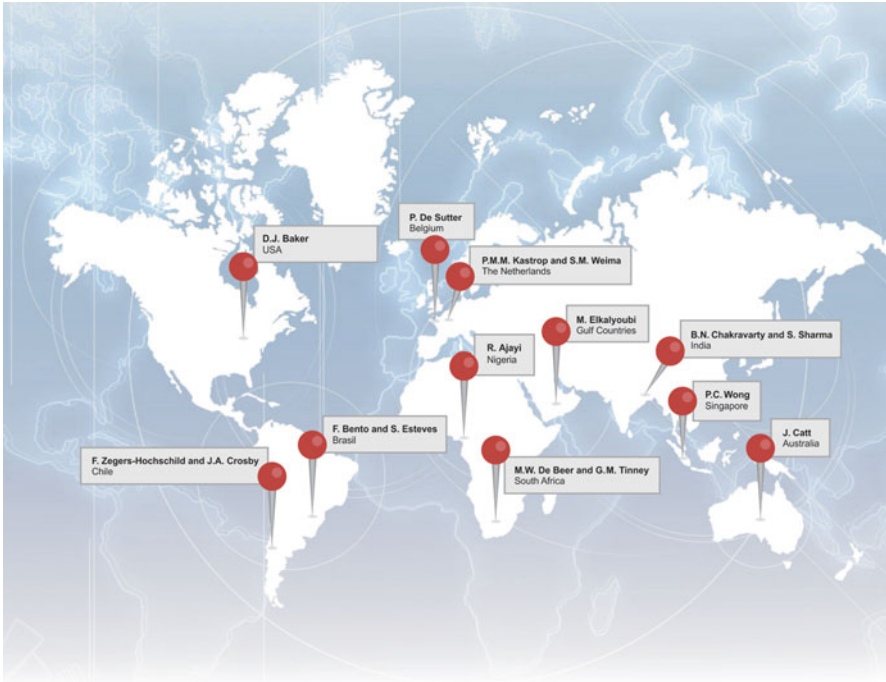 P. De Sutter
Belgium
D.J. Baker
USA
P.M.M. Kastrop and S.M. Weima
The Netherlands
M. Elkalyoubi
Gulf Countries
B.N. Chakravarty and S. Sharma
India
R. Ajayi
Nigeria
P.C. Wong
Singapore
F. Bento and S. Esteves
Brasil
J. Catt
Australia
F. Zegers-Hochschild and J.A. Crosby
Chile
M.W. De Beer and G.M. Tinney
South Africa